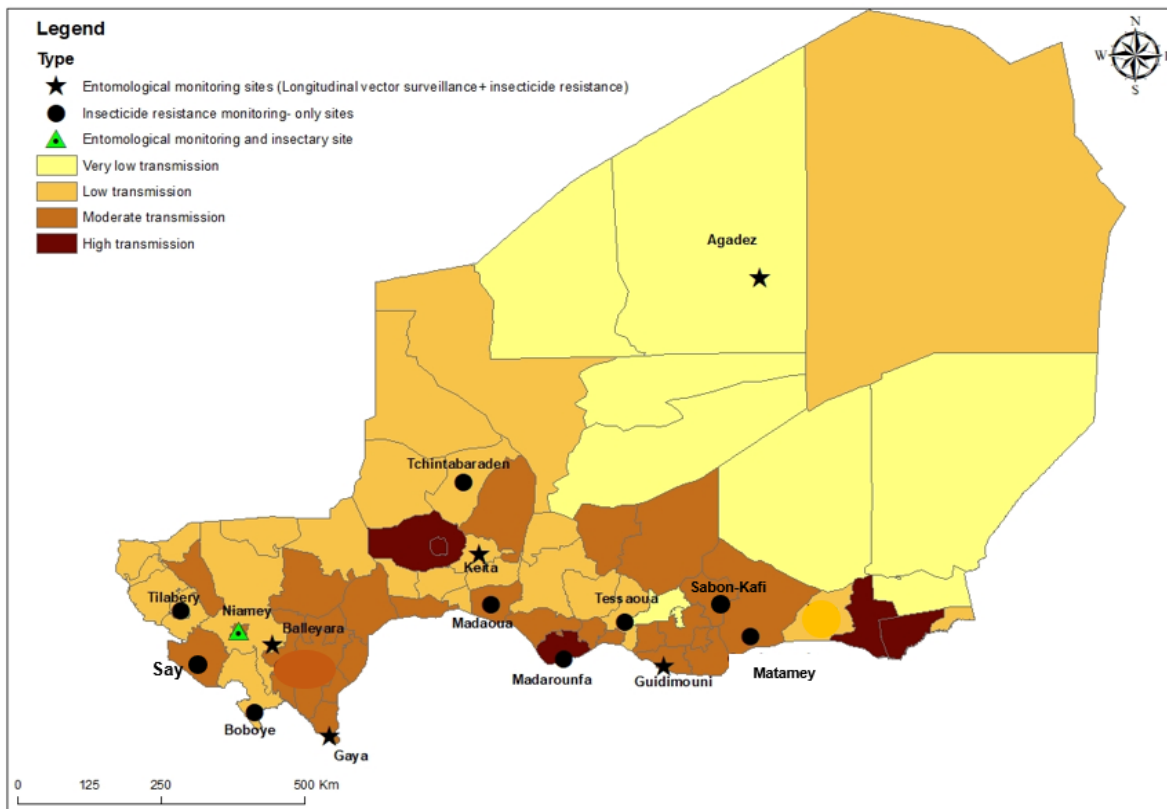 Legend
Type
Entomological monitoring sites (Longitudinal vector surveillance+ insecticide resistance)
Insecticide resistance monitoring- only sites
Entomological monitoring and insectary site
Very low transmission
Low transmission
Moderate transmission
High transmission
N
W E
S
Agadez
Tchintabaraden
Keita
Sabon-Kafi
Tilabery
Niamey
Tessaoua
Madaoua
Balleyara
Say
Madarounfa
Guidimouni
Matamey
Boboye
Gaya
0 125 250 500 Km